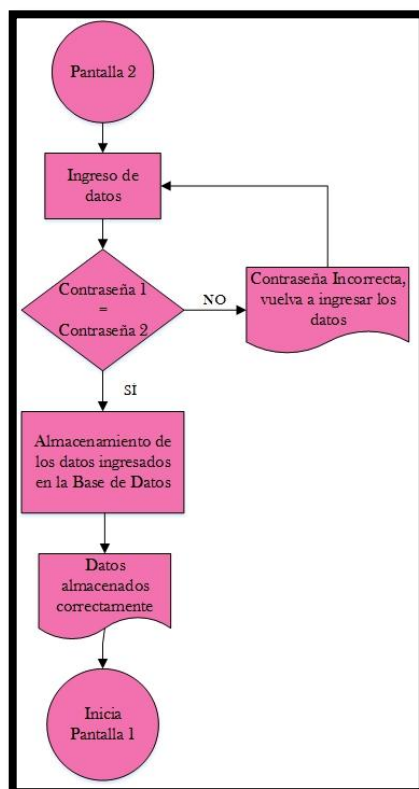 Pantalla 2
Ingreso de
datos
Contraseña 1
=
Contraseña 2
NO
Contraseña Incorrecta,
vuelva a ingresar los
datos
SÍ
Almacenamiento de
los datos ingresados
en la Base de Datos
Datos
almacenados
correctamente
Inicia
Pantalla 1